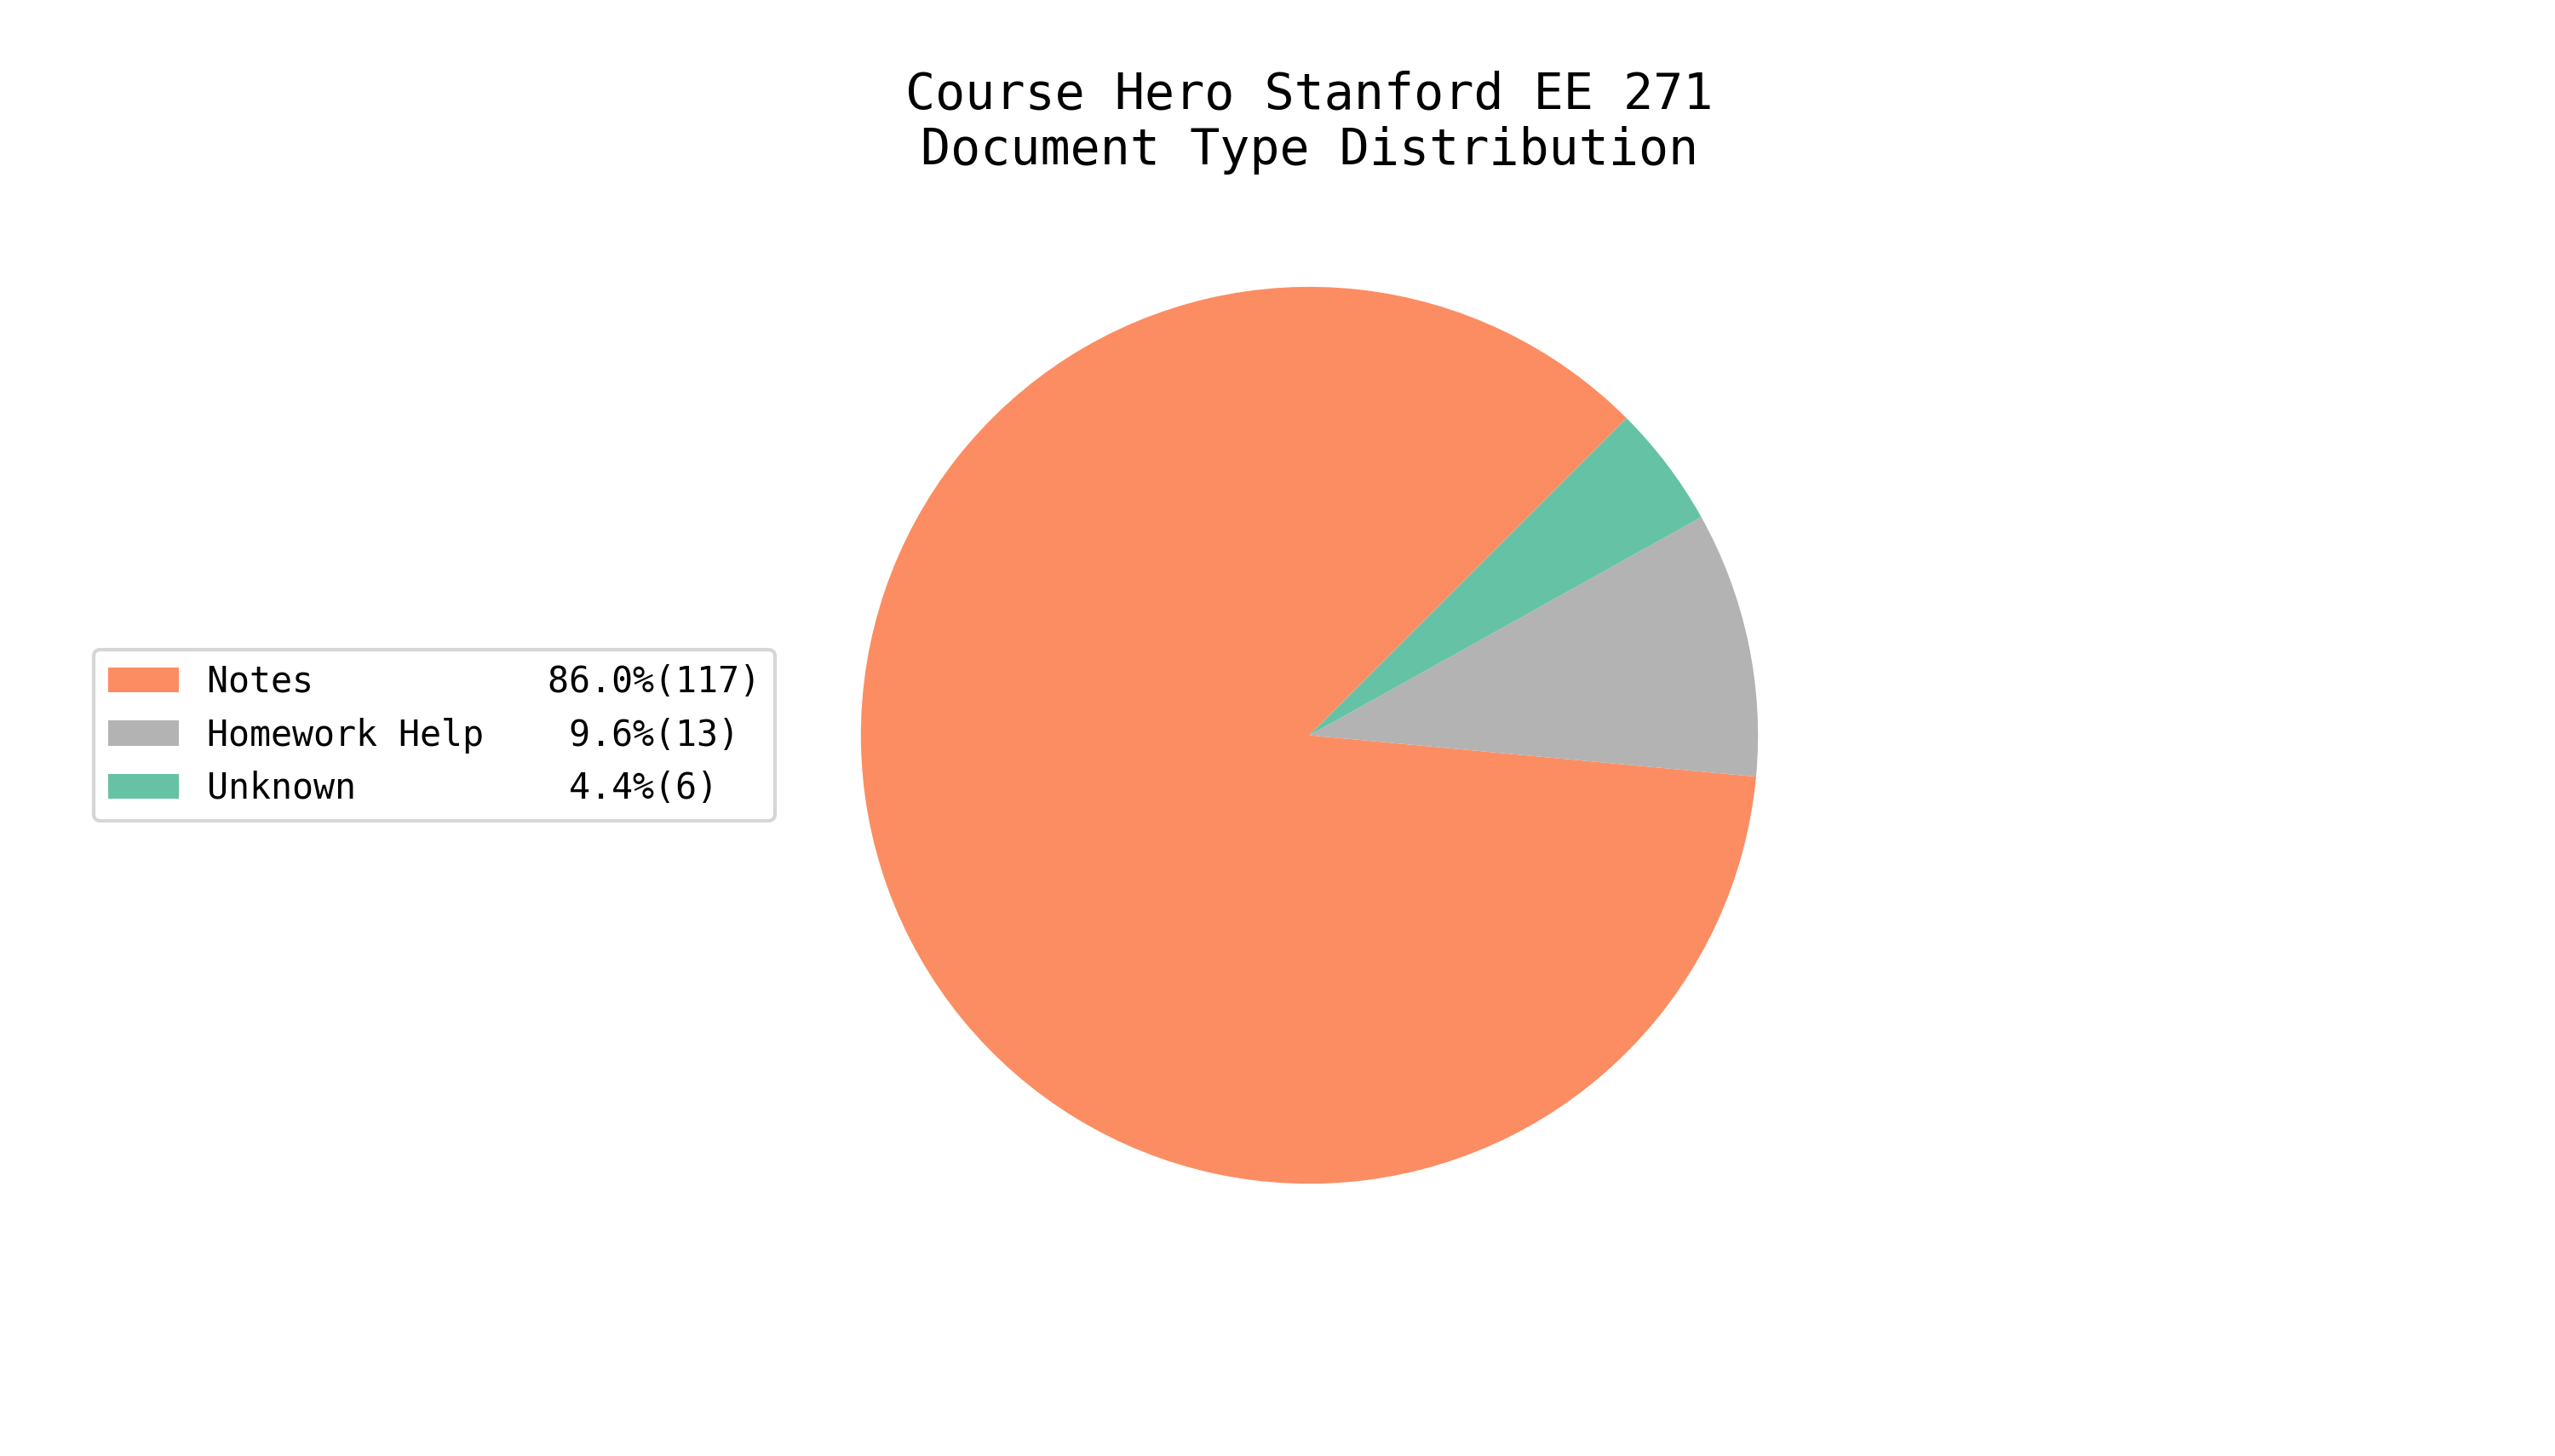 Course Hero Stanford EE 271
Document Type Distribution
Notes 86.0%(117)
Homework Help 9.6%(13)
Unknown 4.4%(6)